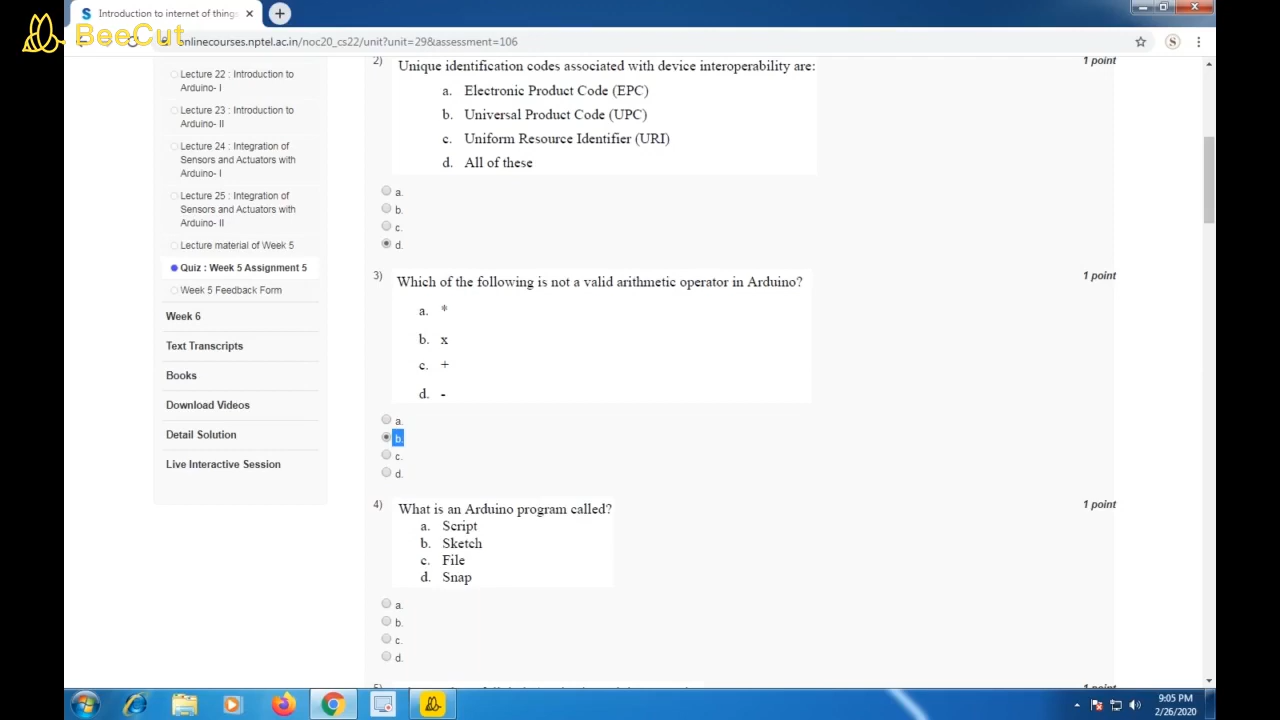 Introduction to internet of things
BeeCut
onlinecourses.nptel.ac.in/noc20_cs22/unit?unit=29&assessment=106
S
Lecture 22 : Introduction to
Arduino- I
Lecture 23 : Introduction to
Arduino- II
Lecture 24 : Integration of
Sensors and Actuators with
Arduino- I
Lecture 25 : Integration of
Sensors and Actuators with
Arduino- II
Lecture material of Week 5
Quiz : Week 5 Assignment 5
Week 5 Feedback Form
Week 6
Text Transcripts
Books
Download Videos
Detail Solution
Live Interactive Session
2) Unique identification codes associated with device interoperability are: 1 point
a. Electronic Product Code (EPC)
b. Universal Product Code (UPC)
c. Uniform Resource Identifier (URI)
d. All of these
a.
b.
c.
d.
3) Which of the following is not a valid arithmetic operator in Arduino? 1 point
a. *
b. x
c. +
d. -
a.
b.
c.
d.
4) What is an Arduino program called? 1 point
a. Script
b. Sketch
c. File
d. Snap
a.
b.
c.
d.
9:05 PM
2/26/2020